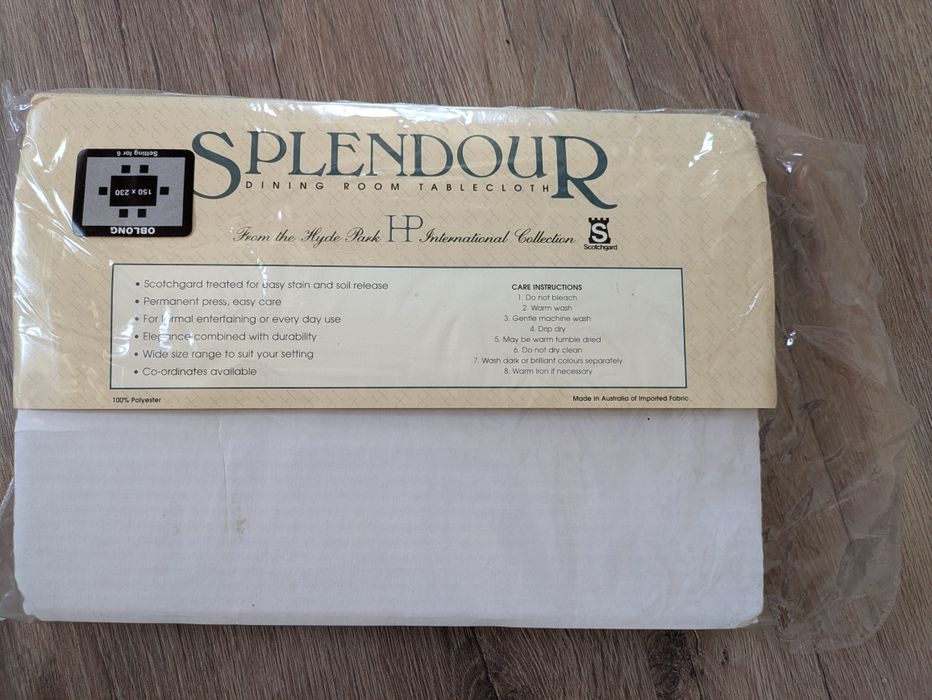 SPLENDOUR
DINING ROOM TABLECLOTH
Setting for 6
150 x 230
OBLONG
From the Hyde Park HP International Collection
S
Scotchgard
• Scotchgard treated for easy stain and soil release
• Permanent press, easy care
• For formal entertaining or every day use
• Elegance combined with durability
• Wide size range to suit your setting
• Co-ordinates available
CARE INSTRUCTIONS
1. Do not bleach
2. Warm wash
3. Gentle machine wash
4. Drip dry
5. May be warm tumble dried
6. Do not dry clean
7. Wash dark or brilliant colours separately
8. Warm iron if necessary
100% Polyester
Made in Australia of Imported Fabric